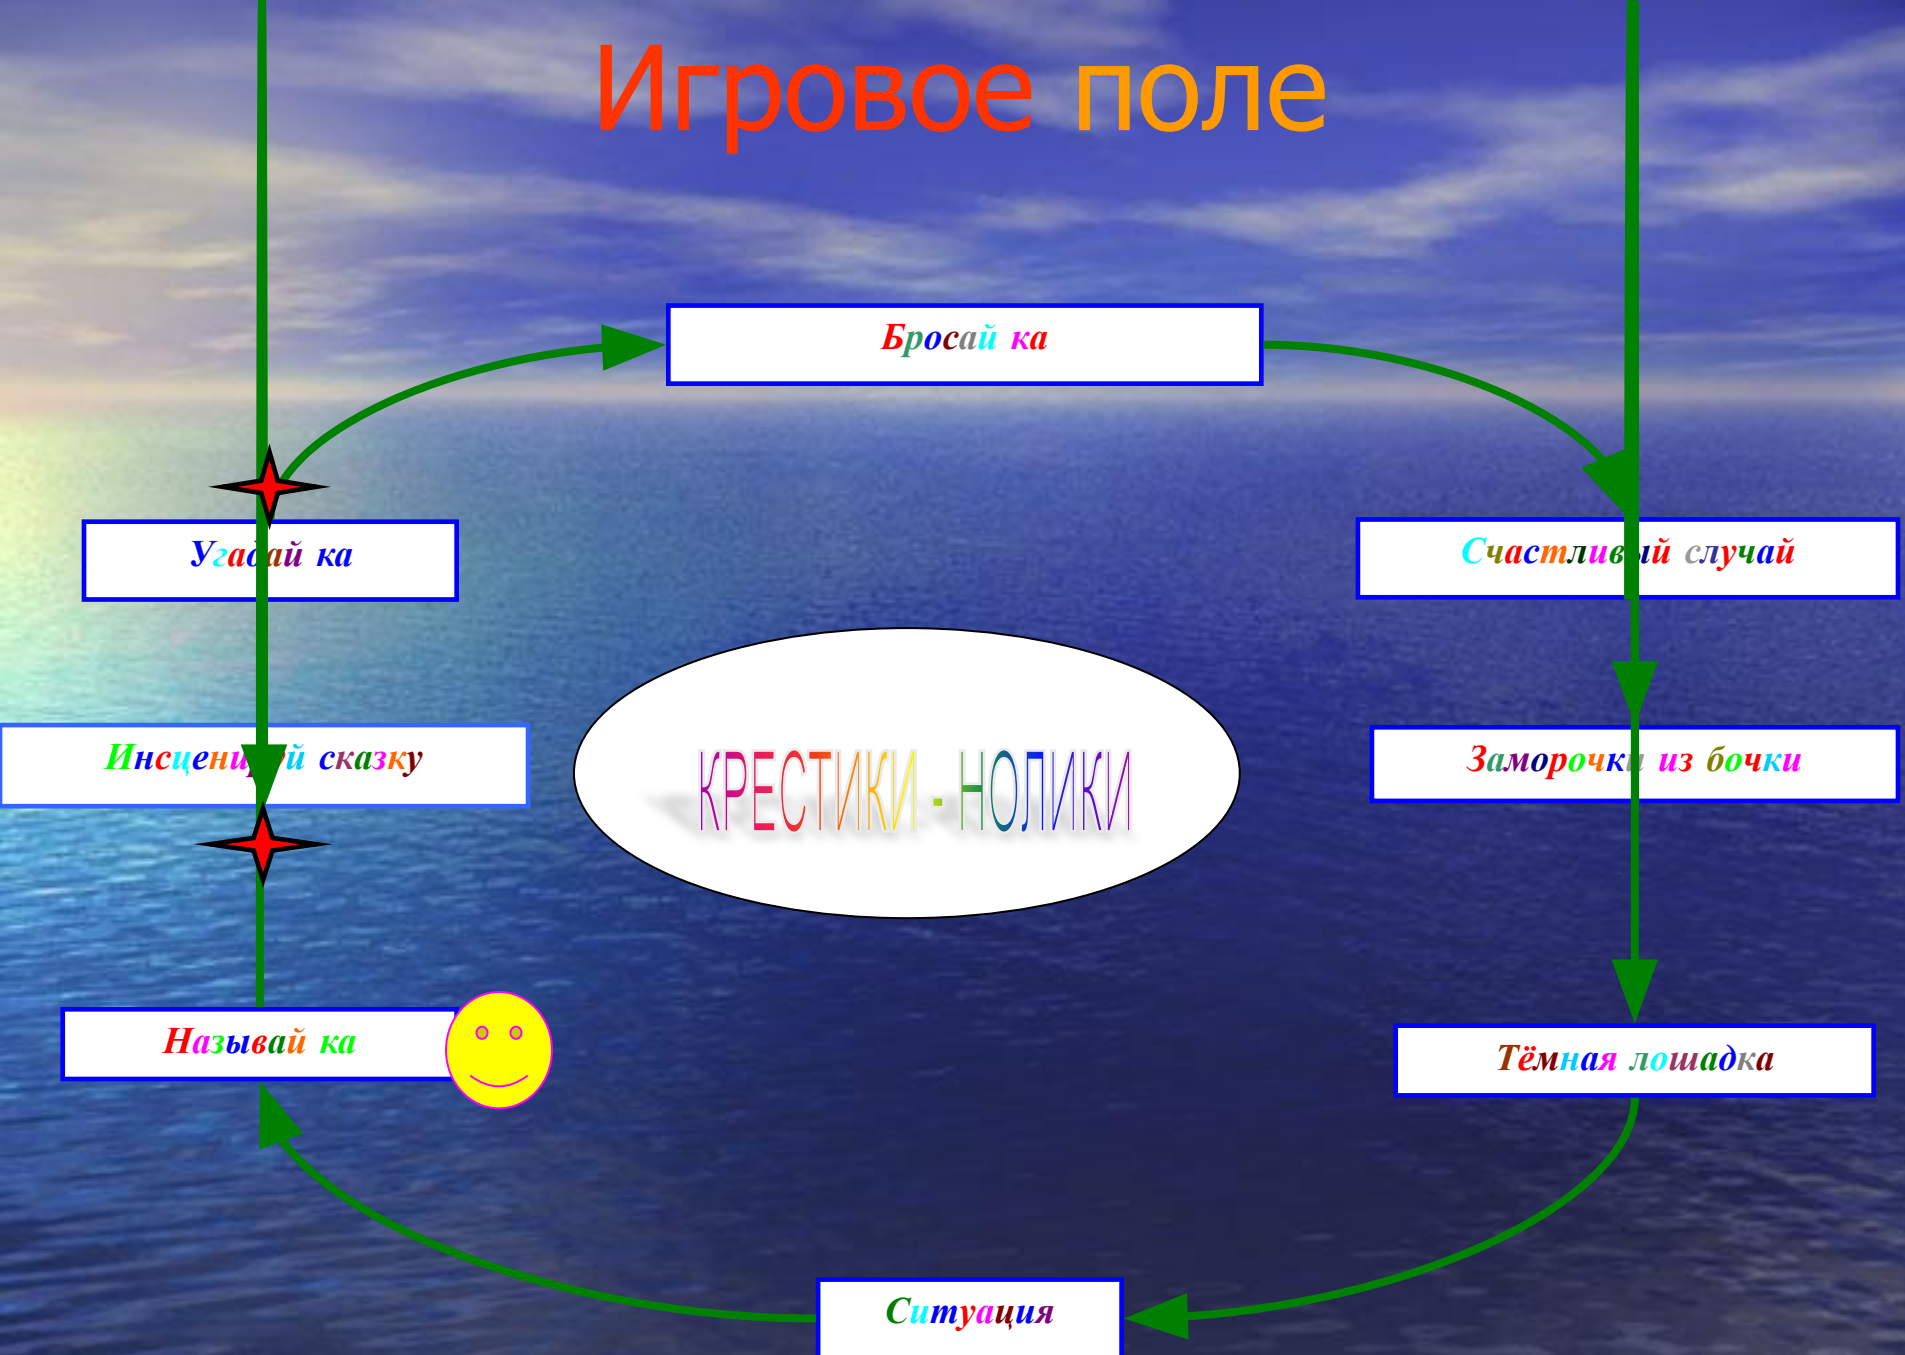 Игровое поле
Бросай ка
Угадай ка
Счастливый случай
Инсценируй сказку
Заморочки из бочки
КРЕСТИКИ - НОЛИКИ
Называй ка
Тёмная лошадка
Ситуация